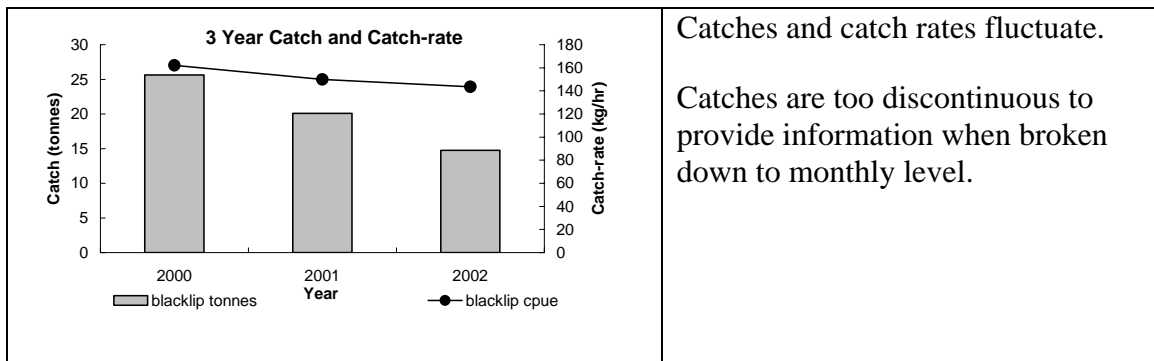 3 Year Catch and Catch-rate
30
25
20
15
10
5
0
Catch (tonnes)
180
160
140
120
100
80
60
40
20
0
Catch-rate (kg/hr)
2000 2001 2002
Year
blacklip tonnes blacklip cpue
Catches and catch rates fluctuate.
Catches are too discontinuous to
provide information when broken
down to monthly level.